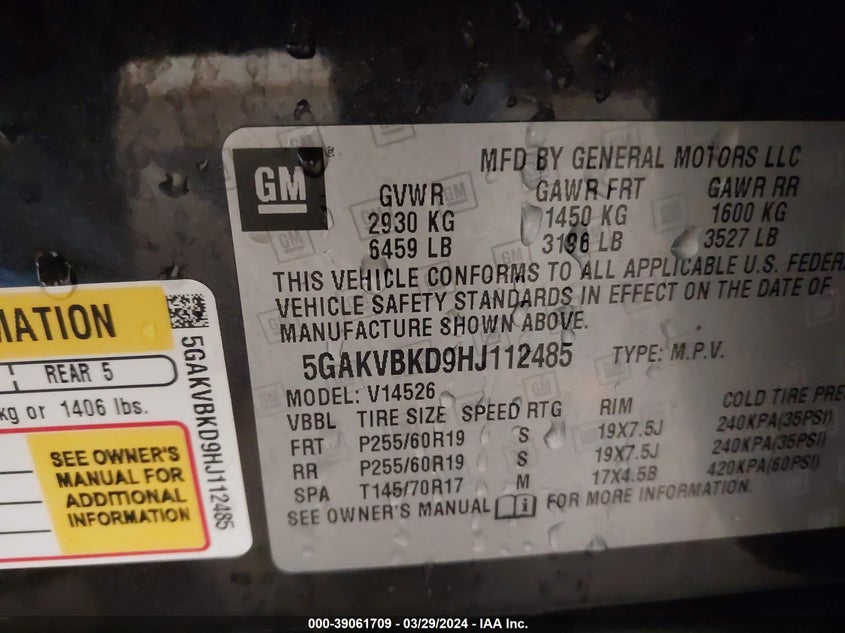 GM
MFD BY GENERAL MOTORS LLC
GVWR GAWR FRT GAWR RR
2930 KG 1450 KG 1600 KG
6459 LB 3196 LB 3527 LB
THIS VEHICLE CONFORMS TO ALL APPLICABLE U.S. FEDER
VEHICLE SAFETY STANDARDS IN EFFECT ON THE DATE OF
MANUFACTURE SHOWN ABOVE.
5GAKVBKD9HJ112485 TYPE: M.P.V.
MODEL: V14526
VBBL TIRE SIZE SPEED RTG RIM COLD TIRE PRE
FRT P255/60R19 S 19X7.5J 240KPA(35PSI)
RR P255/60R19 S 19X7.5J 240KPA(35PSI)
SPA T145/70R17 M 17X4.5B 420KPA(60PSI)
SEE OWNER'S MANUAL FOR MORE INFORMATION.
MATION
REAR 5
kg or 1406 lbs.
SEE OWNER'S
MANUAL FOR
ADDITIONAL
INFORMATION
5GAKVBKD9HJ112485
000-39061709 - 03/29/2024 - IAA Inc.